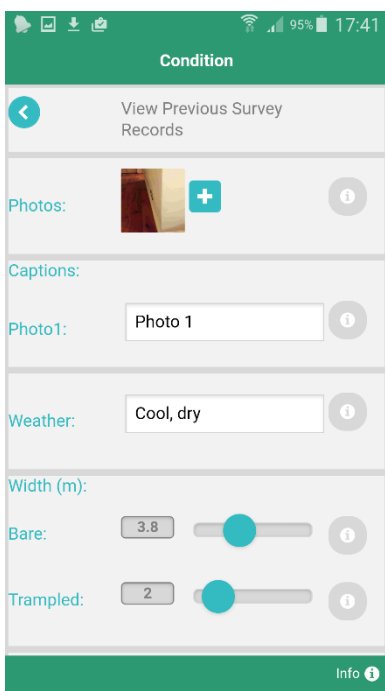 95% 17:41
Condition
View Previous Survey
Records
Photos:
Captions:
Photo1: Photo 1
Weather: Cool, dry
Width (m):
Bare: 3.8
Trampled: 2
Info